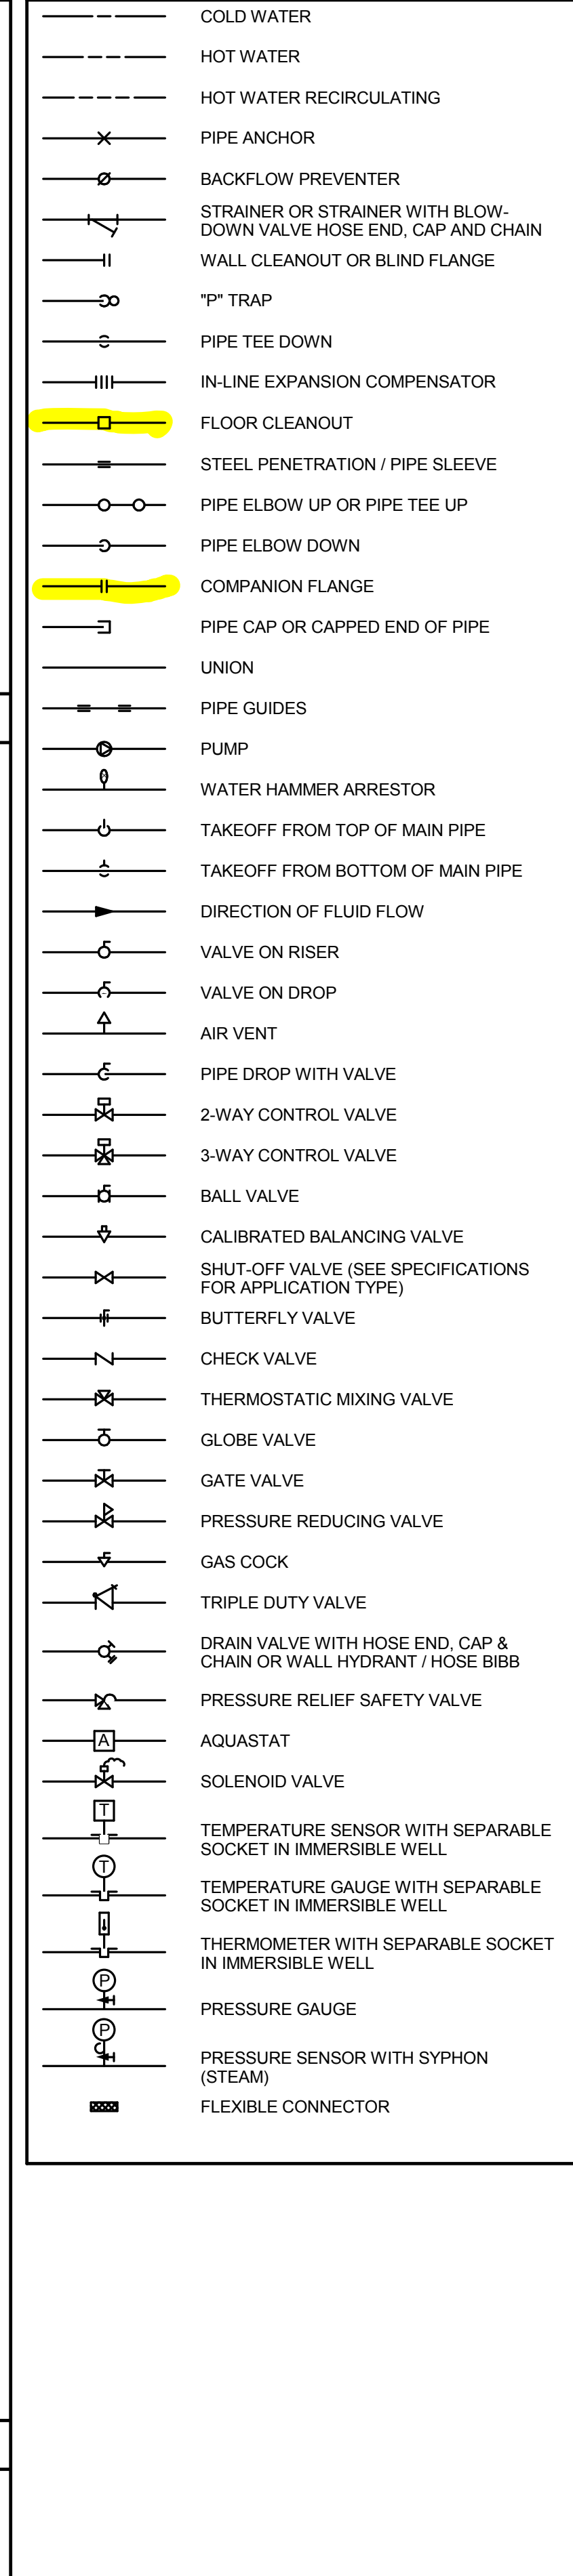 COLD WATER
HOT WATER
HOT WATER RECIRCULATING
PIPE ANCHOR
BACKFLOW PREVENTER
STRAINER OR STRAINER WITH BLOW-
DOWN VALVE HOSE END, CAP AND CHAIN
WALL CLEANOUT OR BLIND FLANGE
"P" TRAP
PIPE TEE DOWN
IN-LINE EXPANSION COMPENSATOR
FLOOR CLEANOUT
STEEL PENETRATION / PIPE SLEEVE
PIPE ELBOW UP OR PIPE TEE UP
PIPE ELBOW DOWN
COMPANION FLANGE
PIPE CAP OR CAPPED END OF PIPE
UNION
PIPE GUIDES
PUMP
WATER HAMMER ARRESTOR
TAKEOFF FROM TOP OF MAIN PIPE
TAKEOFF FROM BOTTOM OF MAIN PIPE
DIRECTION OF FLUID FLOW
VALVE ON RISER
VALVE ON DROP
AIR VENT
PIPE DROP WITH VALVE
2-WAY CONTROL VALVE
3-WAY CONTROL VALVE
BALL VALVE
CALIBRATED BALANCING VALVE
SHUT-OFF VALVE (SEE SPECIFICATIONS
FOR APPLICATION TYPE)
BUTTERFLY VALVE
CHECK VALVE
THERMOSTATIC MIXING VALVE
GLOBE VALVE
GATE VALVE
PRESSURE REDUCING VALVE
GAS COCK
TRIPLE DUTY VALVE
DRAIN VALVE WITH HOSE END, CAP &
CHAIN OR WALL HYDRANT / HOSE BIBB
PRESSURE RELIEF SAFETY VALVE
A AQUASTAT
SOLENOID VALVE
T
TEMPERATURE SENSOR WITH SEPARABLE
SOCKET IN IMMERSIBLE WELL
T
TEMPERATURE GAUGE WITH SEPARABLE
SOCKET IN IMMERSIBLE WELL
THERMOMETER WITH SEPARABLE SOCKET
IN IMMERSIBLE WELL
P
PRESSURE GAUGE
P
PRESSURE SENSOR WITH SYPHON
(STEAM)
FLEXIBLE CONNECTOR